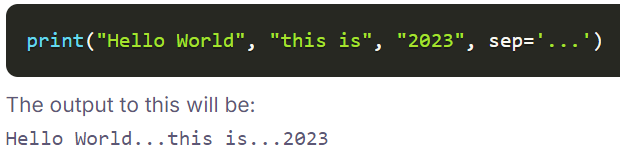 print("Hello World", "this is", "2023", sep='...')
The output to this will be:
Hello World...this is...2023